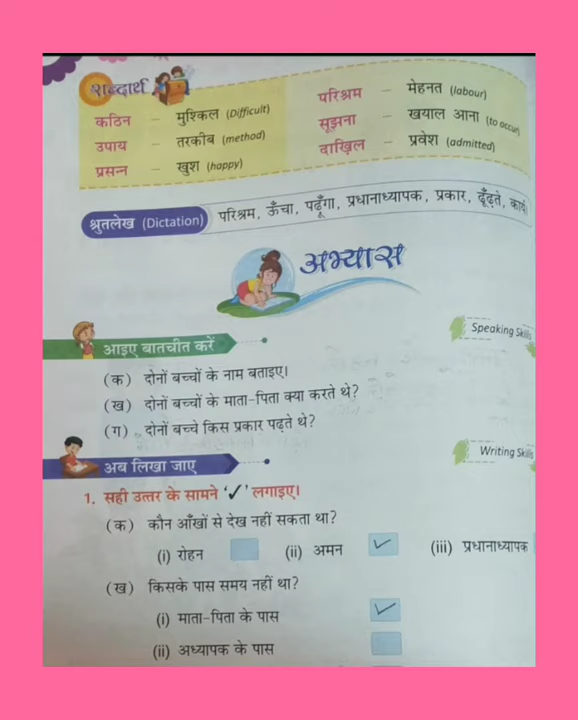 शब्दार्थ
कठिन – मुश्किल (Difficult)
उपाय – तरकीब (method)
प्रसन्न – खुश (happy)
परिश्रम – मेहनत (labour)
सूझना – खयाल आना (to occur)
दाखिल – प्रवेश (admitted)
श्रुतलेख (Dictation) परिश्रम, ऊँचा, पढ़ूँगा, प्रधानाध्यापक, प्रकार, ढूँढ़ते,
अभ्यास
Speaking Skills
आइए बातचीत करें
(क) दोनों बच्चों के नाम बताइए।
(ख) दोनों बच्चों के माता-पिता क्या करते थे?
(ग) दोनों बच्चे किस प्रकार पढ़ते थे?
Writing Skills
अब लिखा जाए
1. सही उत्तर के सामने ‘✓’ लगाइए।
(क) कौन आँखों से देख नहीं सकता था?
(i) रोहन (ii) अमन ✓ (iii) प्रधानाध्यापक
(ख) किसके पास समय नहीं था?
(i) माता-पिता के पास ✓
(ii) अध्यापक के पास